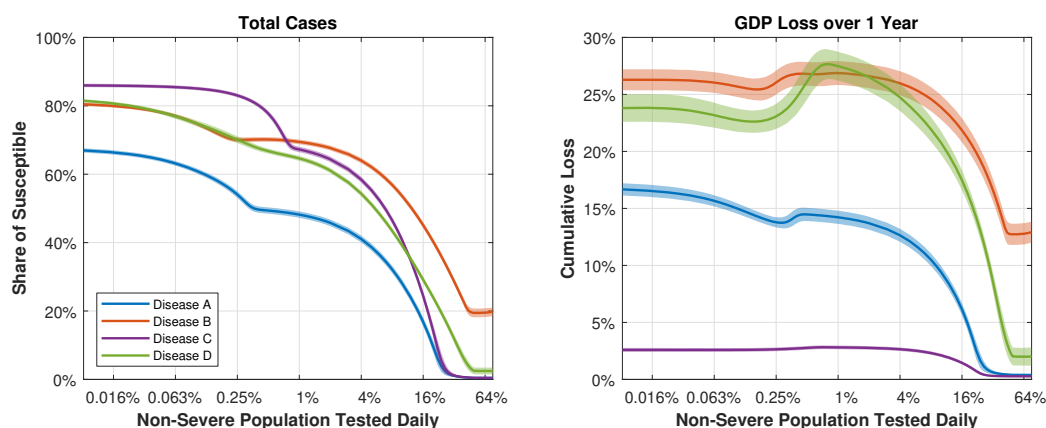 Total Cases
100%
80%
60%
40%
20%
0%
Share of Susceptible
Disease A
Disease B
Disease C
Disease D
0.016% 0.063% 0.25% 1% 4% 16% 64%
Non-Severe Population Tested Daily
GDP Loss over 1 Year
30%
25%
20%
15%
10%
5%
0%
Cumulative Loss
0.016% 0.063% 0.25% 1% 4% 16% 64%
Non-Severe Population Tested Daily